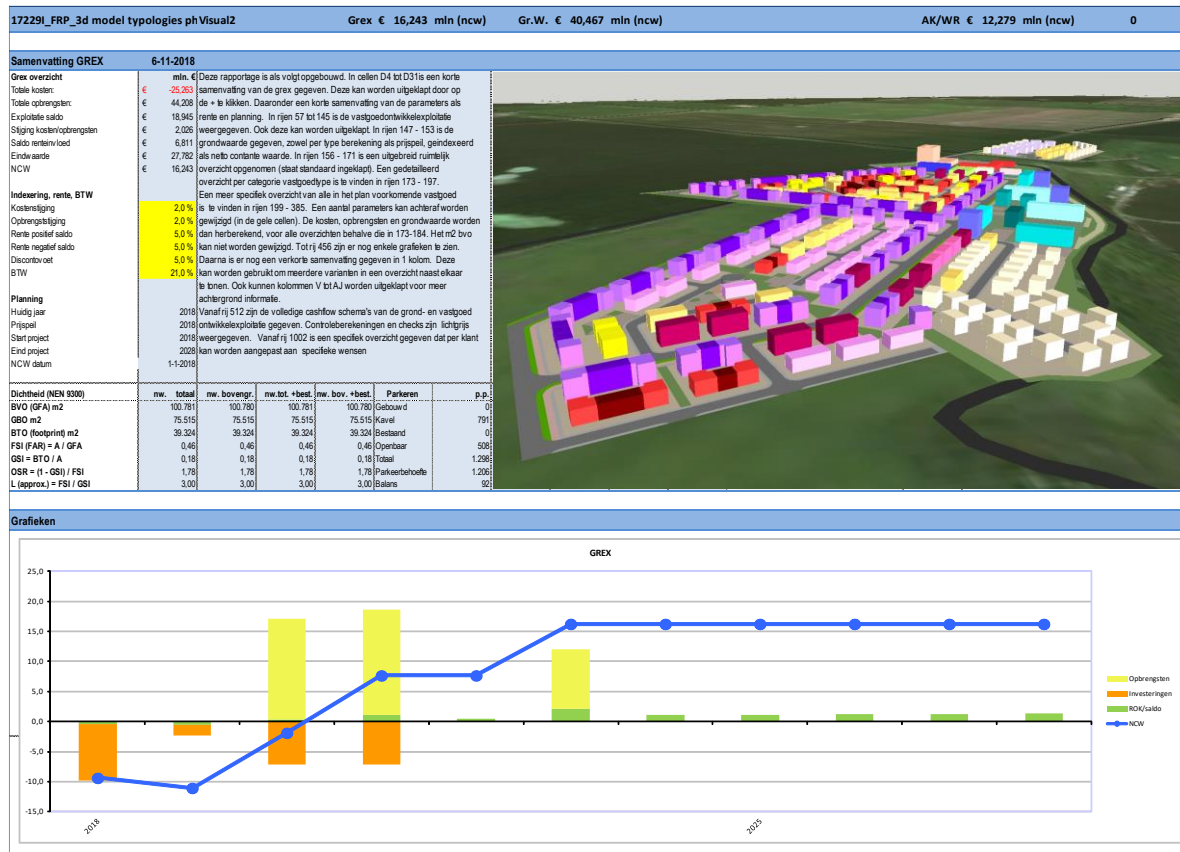 17229I_FRP_3d model typologies ph Visual2 Grex € 16,243 mln (ncw) Gr.W. € 40,467 mln (ncw) AK/WR € 12,279 mln (ncw) 0
Samenvatting GREX 6-11-2018
Grex overzicht mln. €
Totale kosten: € -25,263
Totale opbrengsten: € 44,208
Exploitatie saldo € 18,945
Stijging kosten/opbrengsten € 2,026
Saldo renteinvloed € 6,811
Eindwaarde € 27,782
NCW € 16,243
Indexering, rente, BTW
Kostenstijging 2,0 %
Opbrengststijging 2,0 %
Rente positief saldo 5,0 %
Rente negatief saldo 5,0 %
Discontovoet 5,0 %
BTW 21,0 %
Planning
Huidig jaar 2018
Prijspeil 2018
Start project 2018
Eind project 2028
NCW datum 1-1-2018
Deze rapportage is als volgt opgebouwd. In cellen D4 tot D31 is een korte
samenvatting van de grex gegeven. Deze kan worden uitgeklapt door op
de + te klikken. Daaronder een korte samenvatting van de parameters als
rente en planning. In rijen 57 tot 145 is de vastgoedontwikkelexploitatie
weergegeven. Ook deze kan worden uitgeklapt. In rijen 147 - 153 is de
grondwaarde gegeven, zowel per type berekening als prijspeil, geindexeerd
als netto contante waarde. In rijen 156 - 171 is een uitgebreid ruimtelijk
overzicht opgenomen (staat standaard ingeklapt). Een gedetailleerd
overzicht per categorie vastgoedtype is te vinden in rijen 173 - 197.
Een meer specifiek overzicht van alle in het plan voorkomende vastgoed
is te vinden in rijen 199 - 385. Een aantal parameters kan achteraf worden
gewijzigd (in de gele cellen). De kosten, opbrengsten en grondwaarde worden
dan herberekend, voor alle overzichten behalve die in 173-184. Het m2 bvo
kan niet worden gewijzigd. Tot rij 456 zijn er nog enkele grafieken te zien.
Daarna is er nog een verkorte samenvatting gegeven in 1 kolom. Deze
kan worden gebruikt om meerdere varianten in een overzicht naast elkaar
te tonen. Ook kunnen kolommen V tot AJ worden uitgeklapt voor meer
achtergrond informatie.
Vanaf rij 512 zijn de volledige cashflow schema's van de grond- en vastgoed
ontwikkelexploitatie gegeven. Controleberekeningen en checks zijn lichtgrijs
weergegeven. Vanaf rij 1002 is een specifiek overzicht gegeven dat per klant
kan worden aangepast aan specifieke wensen
Dichtheid (NEN 9300) nw. totaal nw. bovengr. nw.tot. +best. nw. bov. +best. Parkeren p.p.
BVO (GFA) m2 100.781 100.780 100.781 100.780 Gebouwd 0
GBO m2 75.515 75.515 75.515 75.515 Kavel 791
BTO (footprint) m2 39.324 39.324 39.324 39.324 Bestaand 0
FSI (FAR) = A / GFA 0,46 0,46 0,46 0,46 Openbaar 508
GSI = BTO / A 0,18 0,18 0,18 0,18 Totaal 1.298
OSR = (1 - GSI) / FSI 1,78 1,78 1,78 1,78 Parkeerbehoefte 1.206
L (approx.) = FSI / GSI 3,00 3,00 3,00 3,00 Balans 92
Grafieken
GREX
25,0
20,0
15,0
10,0
5,0
0,0
-5,0
-10,0
-15,0
2018 2025
Opbrengsten
Investeringen
ROK/saldo
NCW